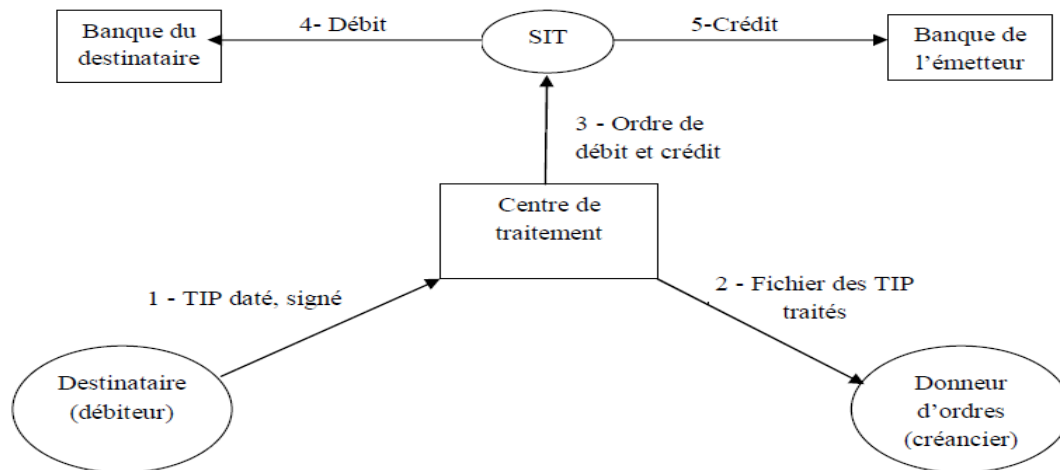 4- Débit
5-Crédit
Banque du
destinataire
SIT
Banque de
l’émetteur
3 - Ordre de
débit et crédit
Centre de
traitement
1 - TIP daté, signé
2 - Fichier des TIP
traités
Destinataire
(débiteur)
Donneur
d’ordres
(créancier)